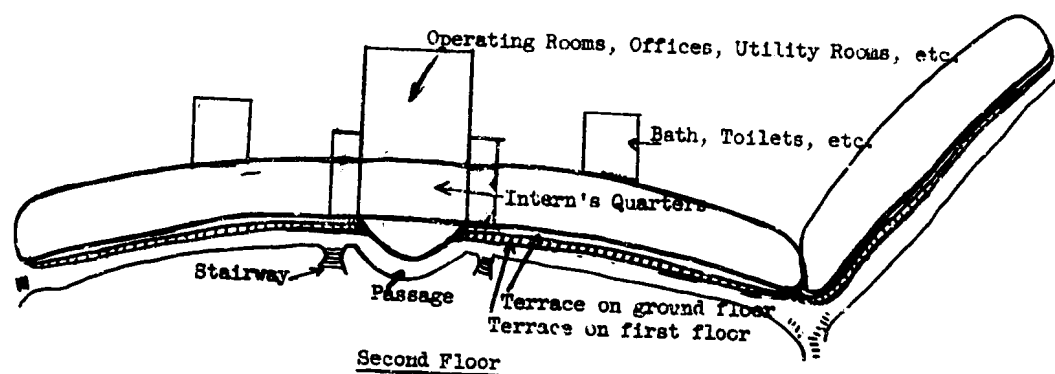 Operating Rooms, Offices, Utility Rooms, etc.
Bath, Toilets, etc.
Intern's Quarters
Stairway
Passage
Terrace on ground floor
Terrace on first floor
Second Floor